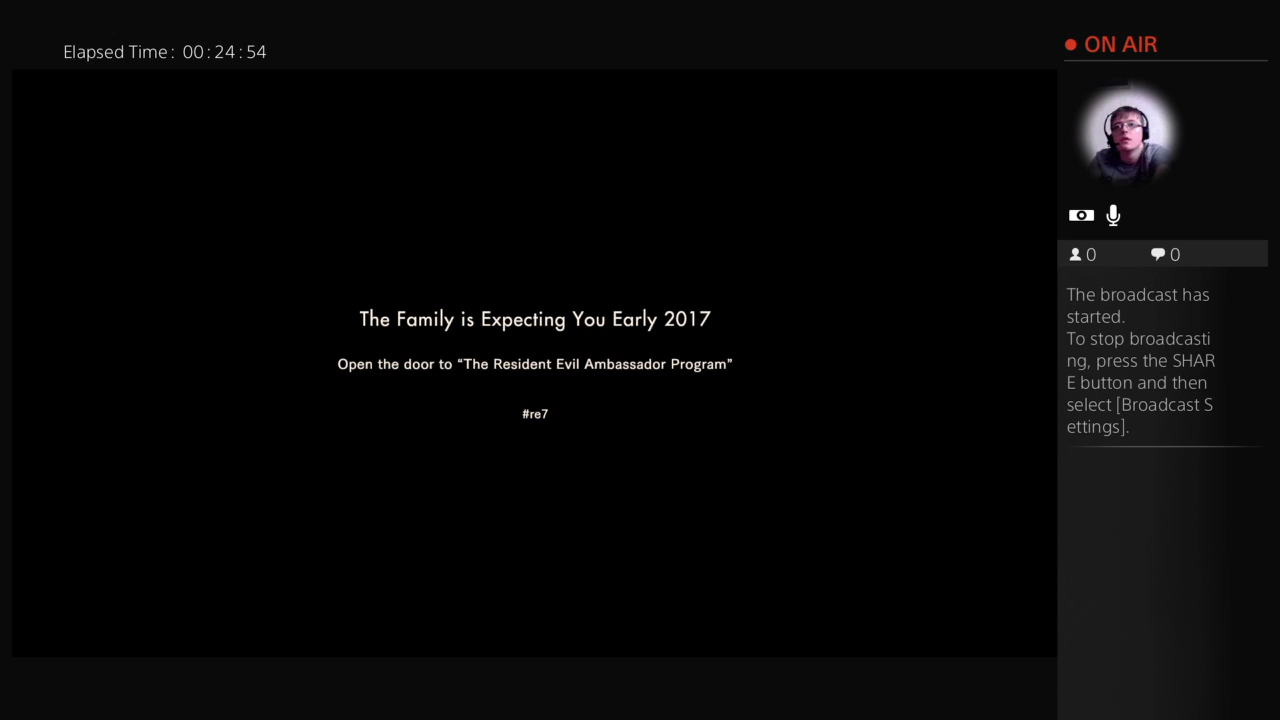 Elapsed Time: 00:24:54
ON AIR
The Family is Expecting You Early 2017
Open the door to “The Resident Evil Ambassador Program”
#re7
0 0
The broadcast has
started.
To stop broadcasti
ng, press the SHAR
E button and then
select [Broadcast S
ettings].